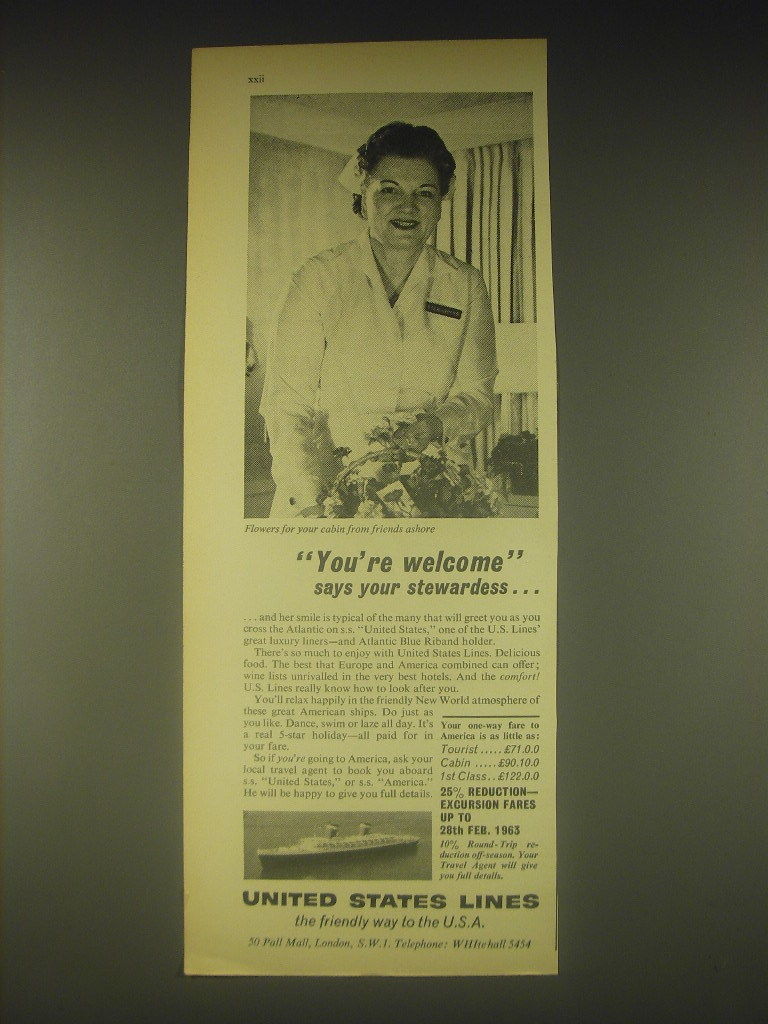 xxii
Flowers for your cabin from friends ashore
"You're welcome"
says your stewardess...
...and her smile is typical of the many that will greet you as you
cross the Atlantic on s.s. "United States," one of the U.S. Lines'
great luxury liners—and Atlantic Blue Riband holder.
There's so much to enjoy with United States Lines. Delicious
food. The best that Europe and America combined can offer;
wine lists unrivalled in the very best hotels. And the comfort!
U.S. Lines really know how to look after you.
You'll relax happily in the friendly New World atmosphere of
these great American ships. Do just as
you like. Dance, swim or laze all day. It's
a real 5-star holiday—all paid for in
your fare.
So if you're going to America, ask your
local travel agent to book you aboard
s.s. "United States," or s.s. "America."
He will be happy to give you full details.
Your one-way fare to
America is as little as:
Tourist.....£71.0.0
Cabin.....£90.10.0
1st Class..£122.0.0
25% REDUCTION—
EXCURSION FARES
UP TO
28th FEB. 1963
10% Round-Trip re-
duction off-season. Your
Travel Agent will give
you full details.
UNITED STATES LINES
the friendly way to the U.S.A.
50 Pall Mall, London, S.W.1. Telephone: WHItehall 5454